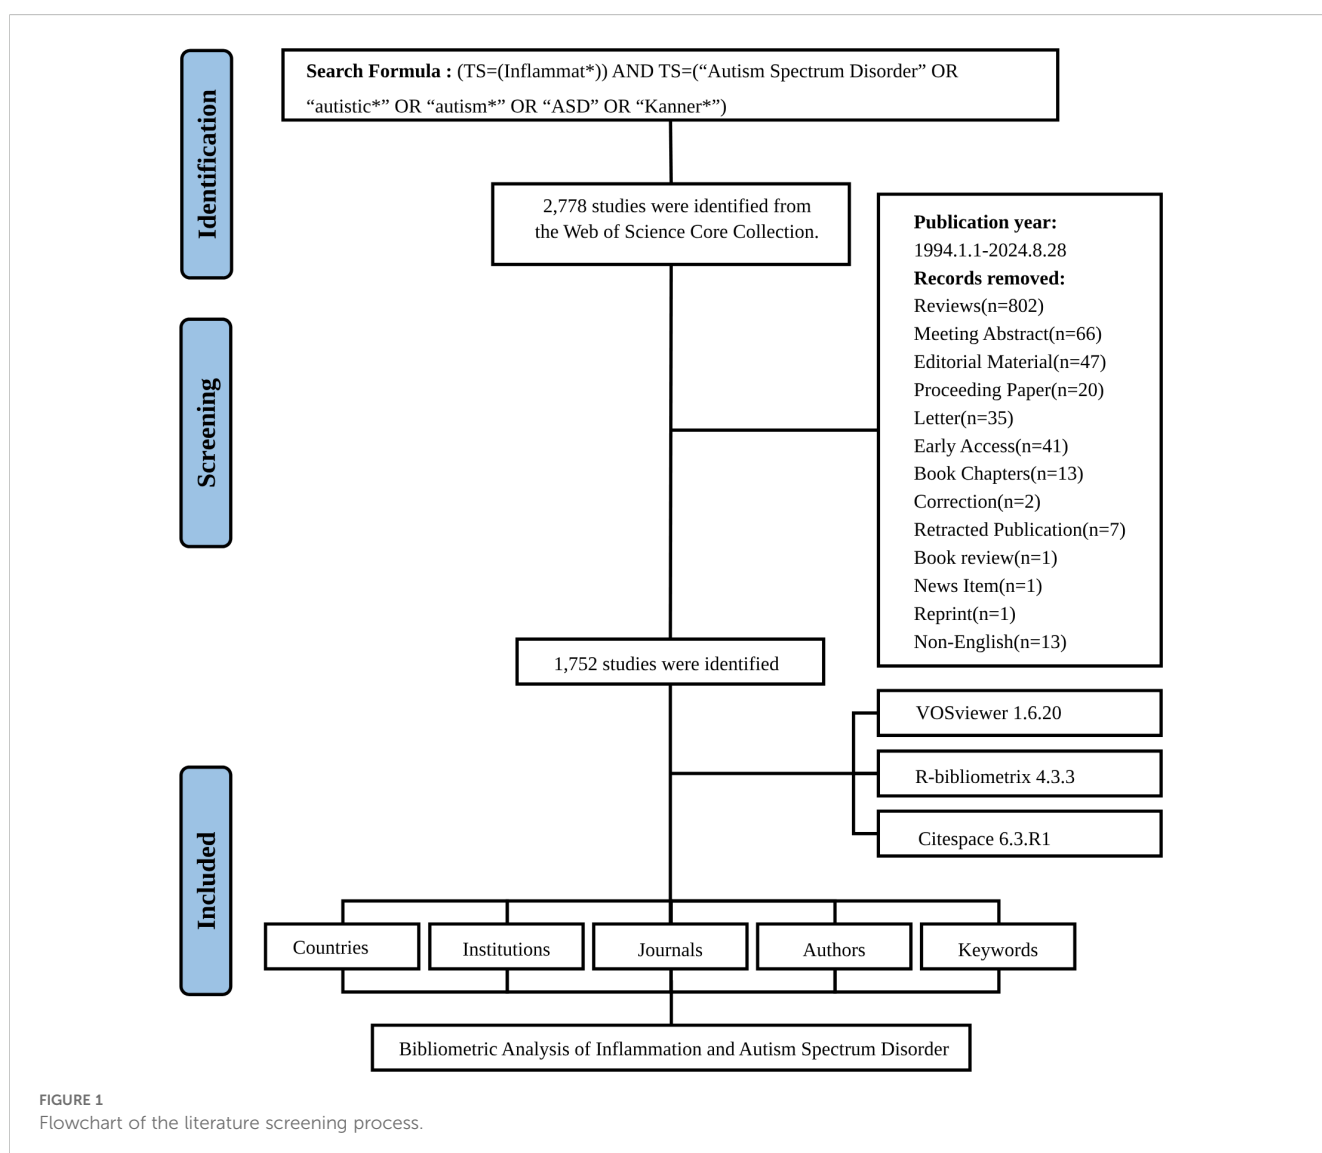 Identification
Search Formula : (TS=(Inflammat*)) AND TS=(“Autism Spectrum Disorder” OR
“autistic*” OR “autism*” OR “ASD” OR “Kanner*”)
2,778 studies were identified from
the Web of Science Core Collection.
Screening
Publication year:
1994.1.1-2024.8.28
Records removed:
Reviews(n=802)
Meeting Abstract(n=66)
Editorial Material(n=47)
Proceeding Paper(n=20)
Letter(n=35)
Early Access(n=41)
Book Chapters(n=13)
Correction(n=2)
Retracted Publication(n=7)
Book review(n=1)
News Item(n=1)
Reprint(n=1)
Non-English(n=13)
1,752 studies were identified
VOSviewer 1.6.20
R-bibliometrix 4.3.3
Citespace 6.3.R1
Included
Countries
Institutions
Journals
Authors
Keywords
Bibliometric Analysis of Inflammation and Autism Spectrum Disorder
FIGURE 1
Flowchart of the literature screening process.